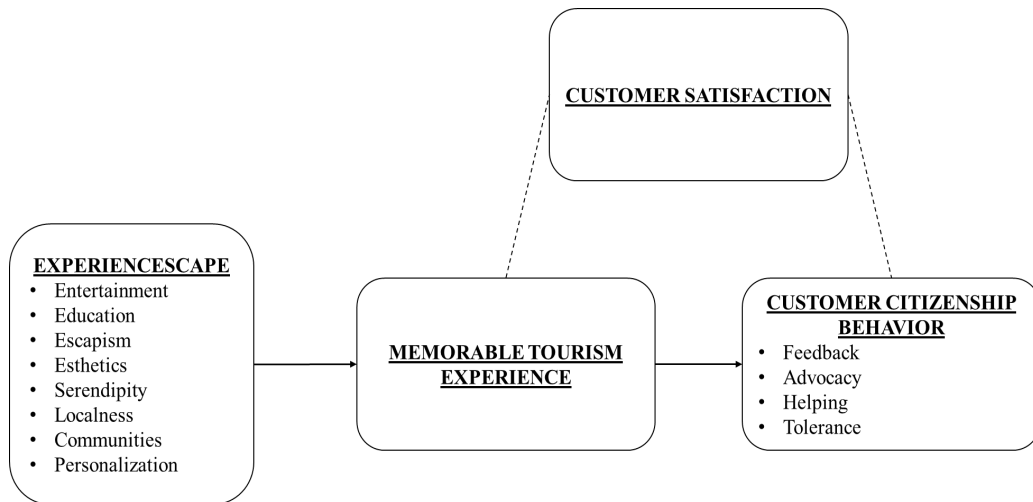 CUSTOMER SATISFACTION
EXPERIENCESCAPE
• Entertainment
• Education
• Escapism
• Esthetics
• Serendipity
• Localness
• Communities
• Personalization
MEMORABLE TOURISM
EXPERIENCE
CUSTOMER CITIZENSHIP
BEHAVIOR
• Feedback
• Advocacy
• Helping
• Tolerance